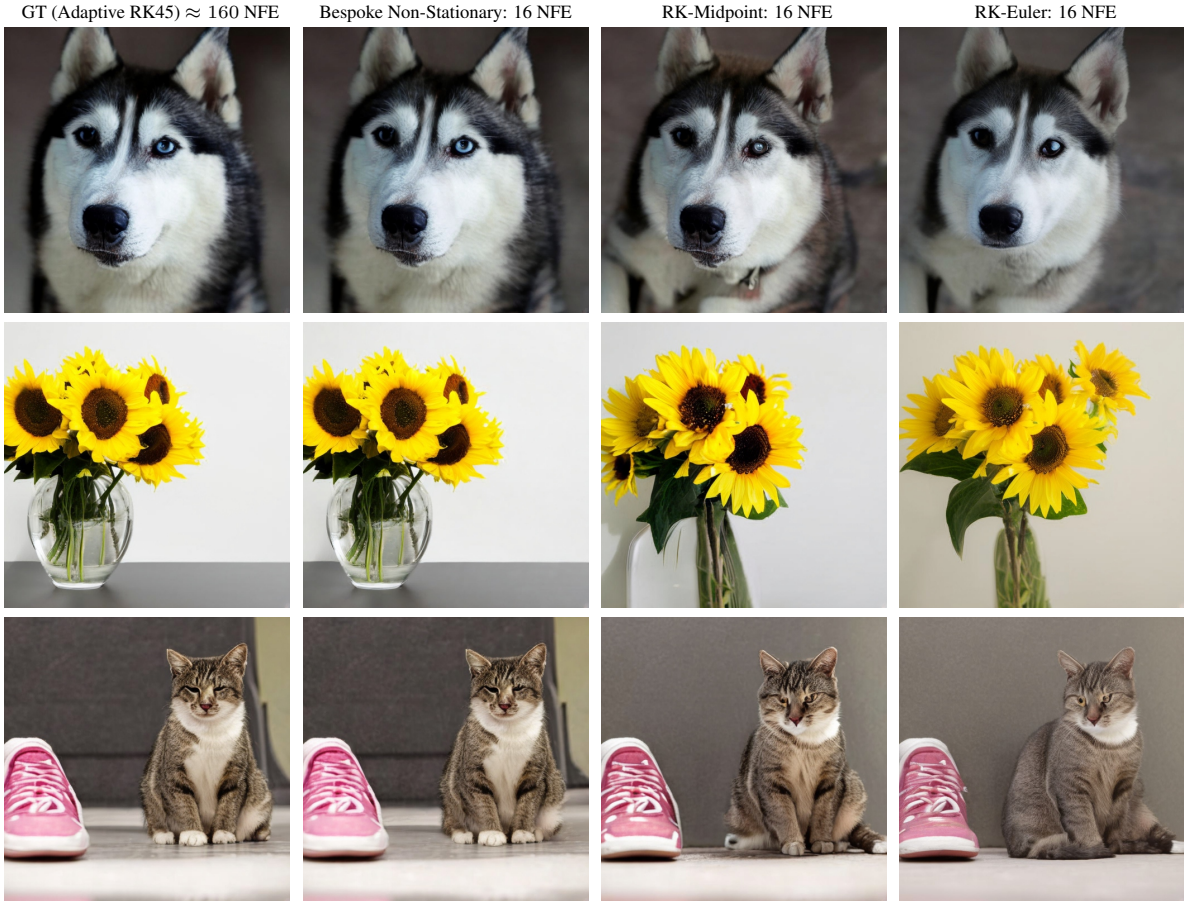 GT (Adaptive RK45) ≈ 160 NFE
Bespoke Non-Stationary: 16 NFE
RK-Midpoint: 16 NFE
RK-Euler: 16 NFE